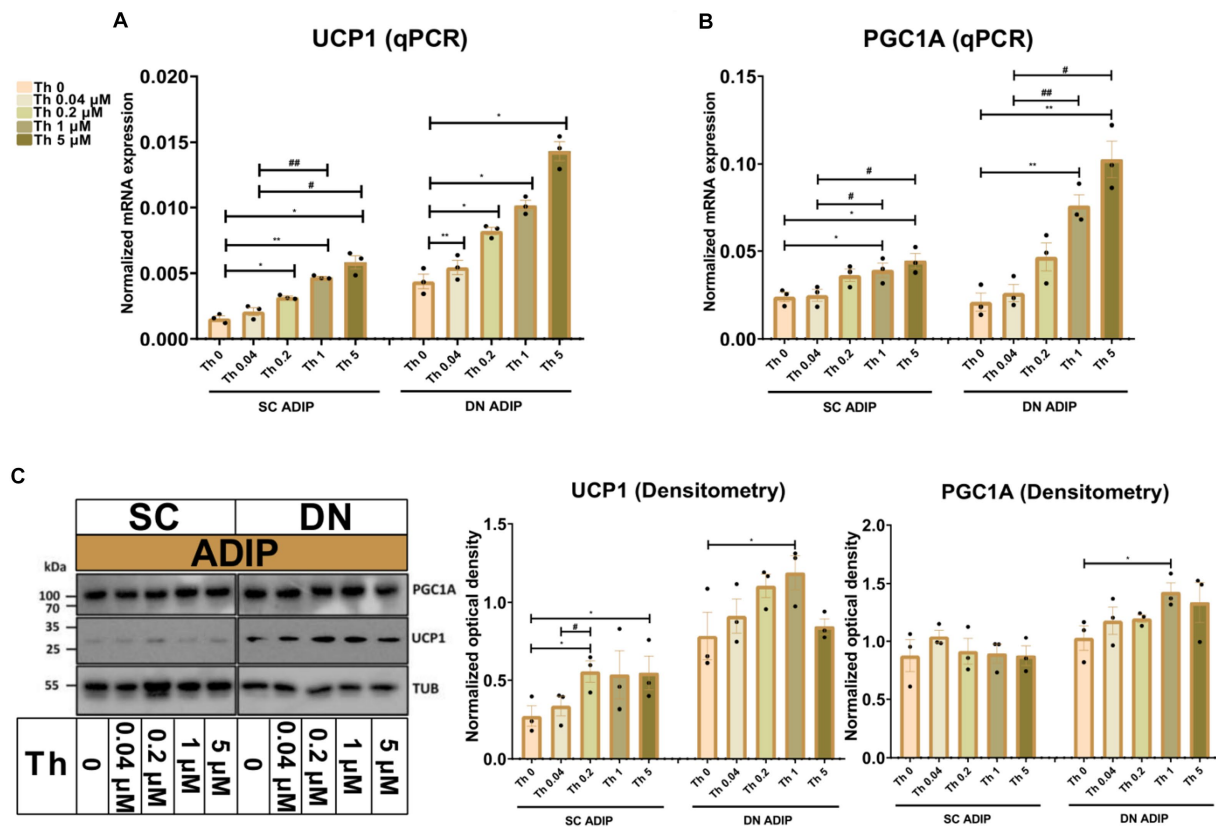 A
UCP1 (qPCR)
B
PGC1A (qPCR)
Th 0
Th 0.04 µM
Th 0.2 µM
Th 1 µM
Th 5 µM
Normalized mRNA expression
0.020
0.015
0.010
0.005
0.000
*
*
*
**
##
#
*
**
*
Th 0
Th 0.04
Th 0.2
Th 1
Th 5
Th 0
Th 0.04
Th 0.2
Th 1
Th 5
SC ADIP
DN ADIP
Normalized mRNA expression
0.15
0.10
0.05
0.00
#
##
**
**
#
#
*
*
Th 0
Th 0.04
Th 0.2
Th 1
Th 5
Th 0
Th 0.04
Th 0.2
Th 1
Th 5
SC ADIP
DN ADIP
C
SC
DN
ADIP
kDa
100
70
35
25
55
PGC1A
UCP1
TUB
Th
0
0.04 µM
0.2 µM
1 µM
5 µM
0
0.04 µM
0.2 µM
1 µM
5 µM
UCP1 (Densitometry)
Normalized optical density
1.5
1.0
0.5
0.0
*
*
#
*
Th 0
Th 0.04
Th 0.2
Th 1
Th 5
Th 0
Th 0.04
Th 0.2
Th 1
Th 5
SC ADIP
DN ADIP
PGC1A (Densitometry)
Normalized optical density
2.0
1.5
1.0
0.5
0.0
*
Th 0
Th 0.04
Th 0.2
Th 1
Th 5
Th 0
Th 0.04
Th 0.2
Th 1
Th 5
SC ADIP
DN ADIP